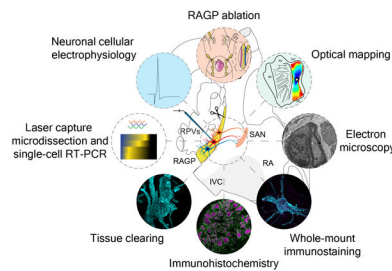 RAGP ablation
Neuronal cellular
electrophysiology
Optical mapping
Laser capture
microdissection and
single-cell RT-PCR
RPVs
SAN
RAGP
RA
IVC
Electron
microscopy
Tissue clearing
Whole-mount
immunostaining
Immunohistochemistry